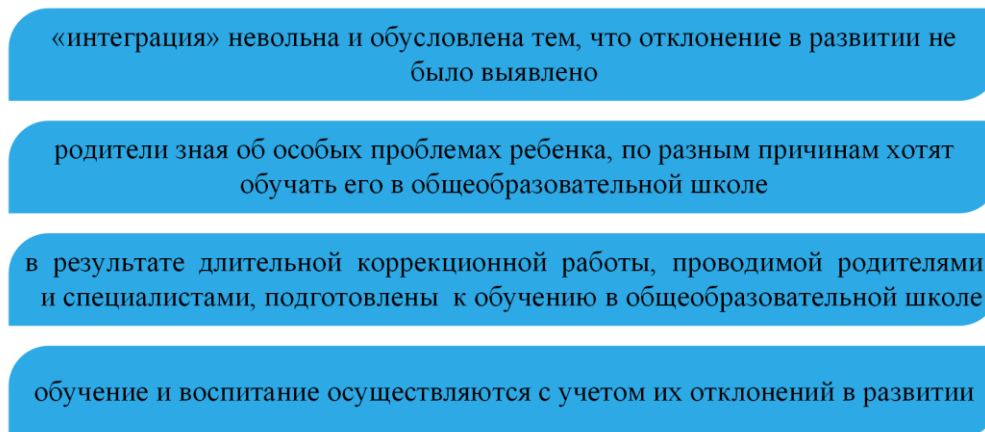 «интеграция» невольна и обусловлена тем, что отклонение в развитии не
было выявлено
родители зная об особых проблемах ребенка, по разным причинам хотят
обучать его в общеобразовательной школе
в результате длительной коррекционной работы, проводимой родителями
и специалистами, подготовлены к обучению в общеобразовательной школе
обучение и воспитание осуществляются с учетом их отклонений в развитии